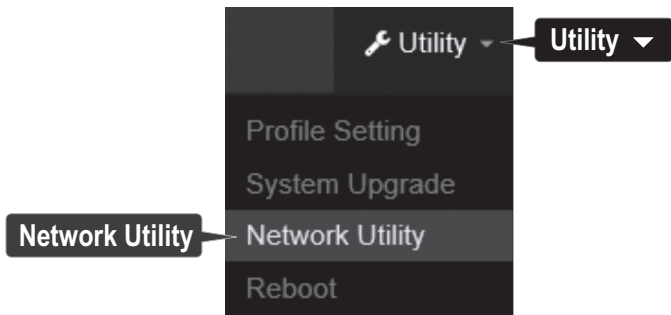 Utility
Utility
Profile Setting
System Upgrade
Network Utility
Network Utility
Reboot